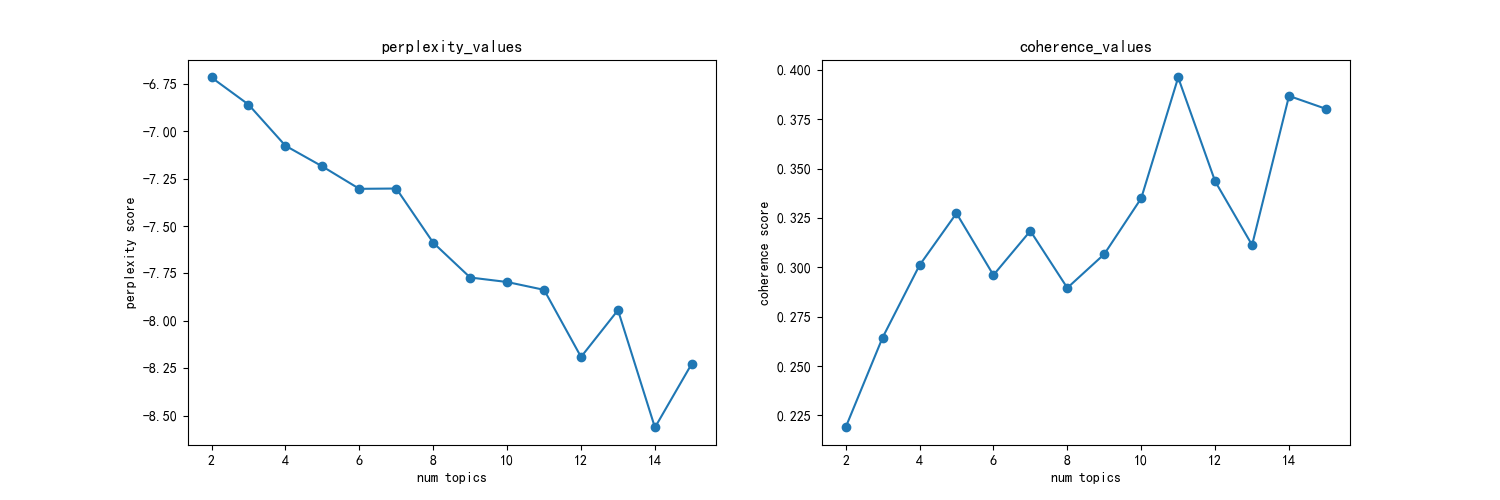 perplexity_values
perplexity score
−6.75
−7.00
−7.25
−7.50
−7.75
−8.00
−8.25
−8.50
2 4 6 8 10 12 14
num topics
coherence_values
coherence score
0.400
0.375
0.350
0.325
0.300
0.275
0.250
0.225
2 4 6 8 10 12 14
num topics